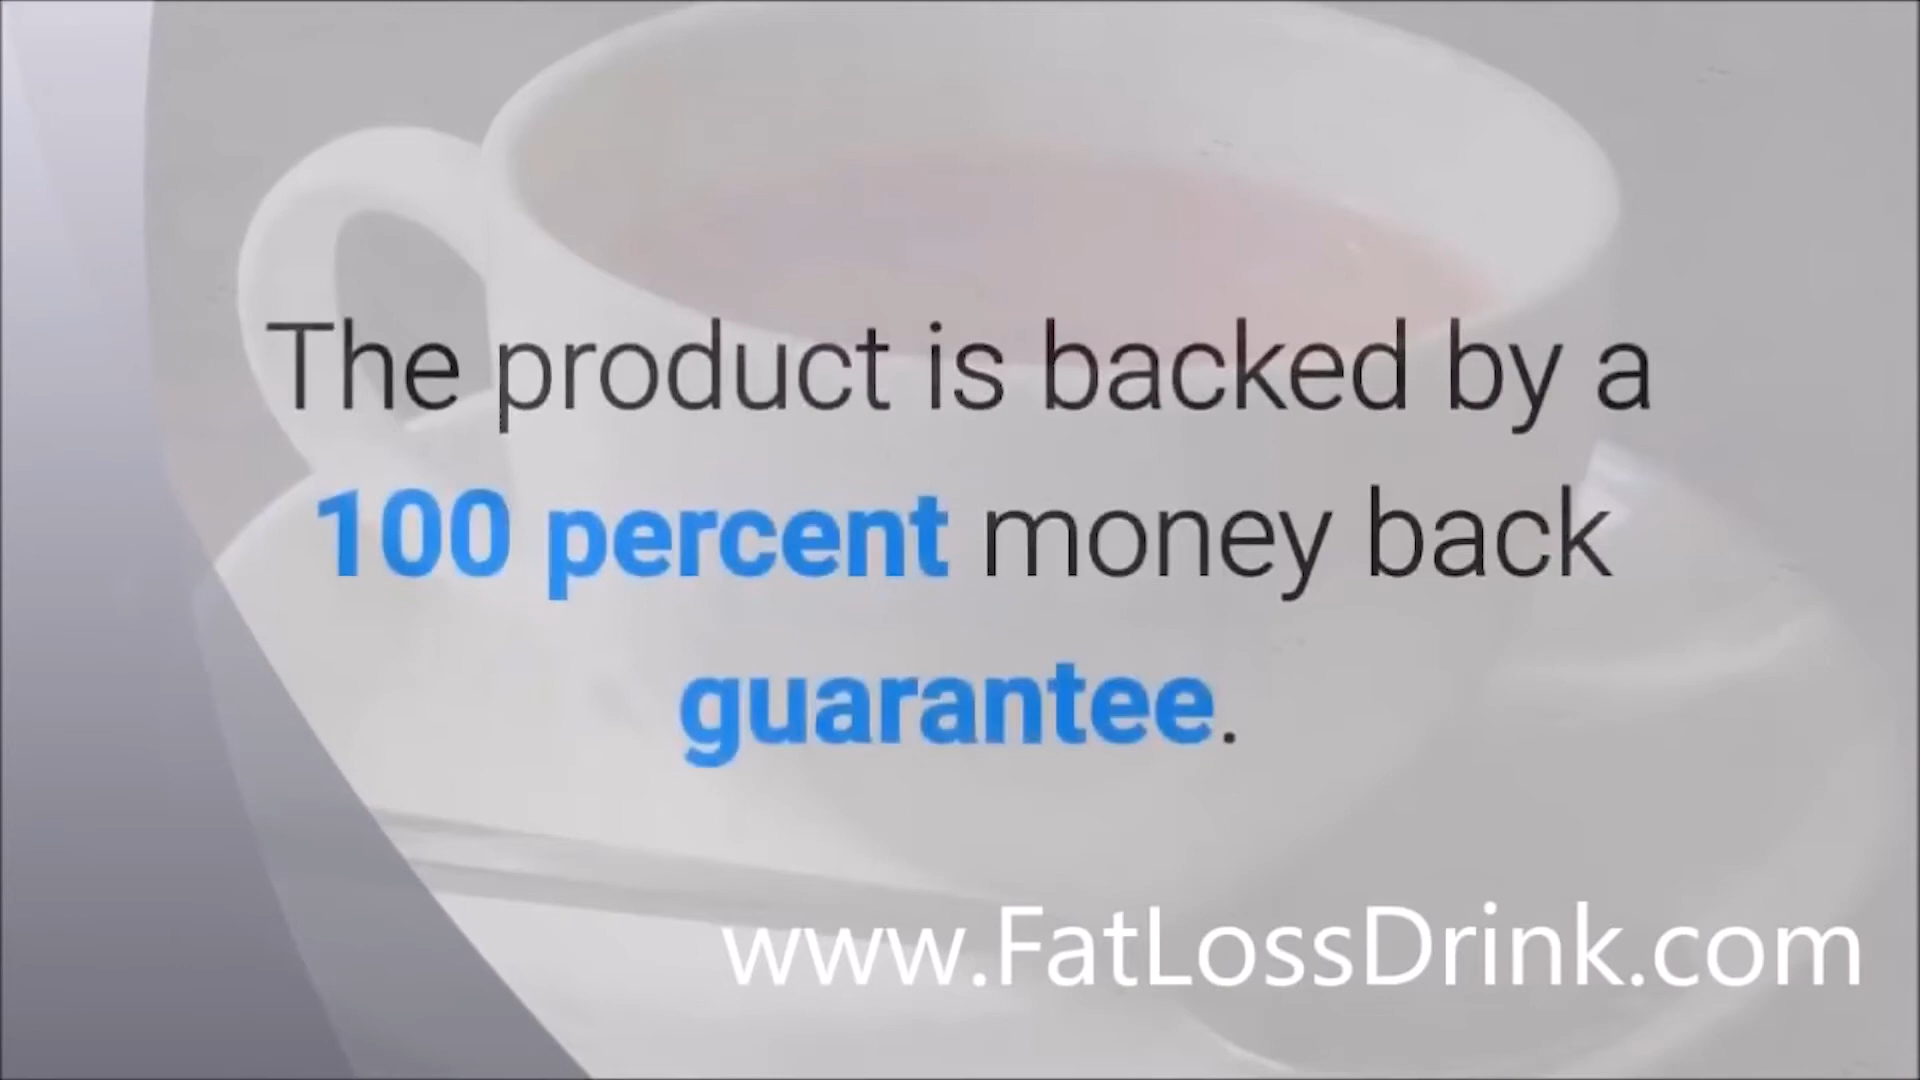 The product is backed by a
100 percent money back
guarantee.
www.FatLossDrink.com